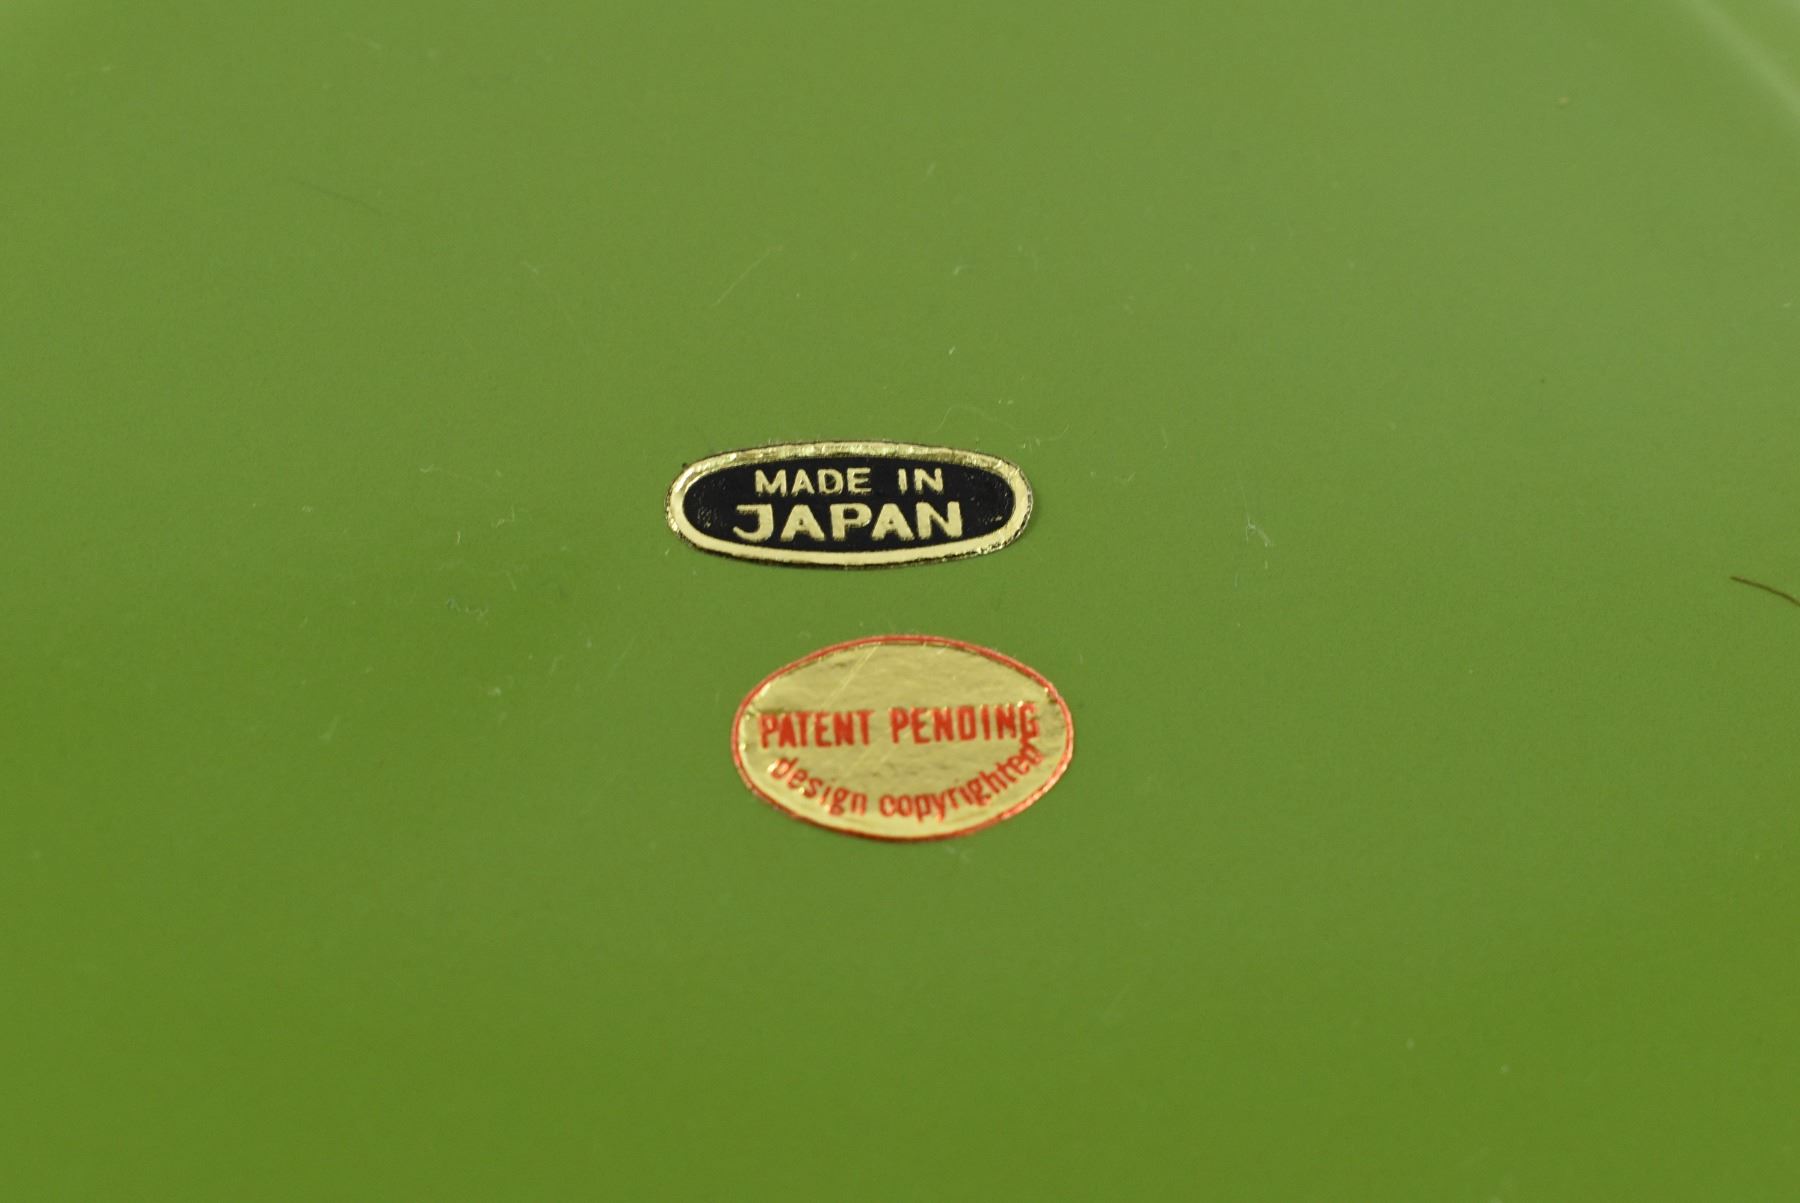 MADE IN
JAPAN
PATENT PENDING
design copyrighted